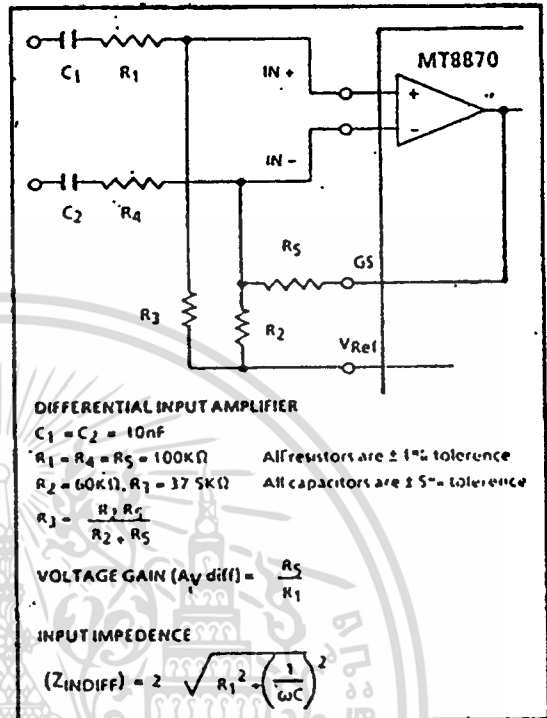 MT8870
C1 R1 IN +
+
−
IN −
C2 R4
R5 GS
R3 R2 VRef
DIFFERENTIAL INPUT AMPLIFIER
C1 = C2 = 10nF
R1 = R4 = R5 = 100KΩ All resistors are ± 1% tolerence
R2 = 60KΩ, R3 = 37 5KΩ All capacitors are ± 5% tolerence
R3 = R2 R5 / R2 + R5
VOLTAGE GAIN (Av diff) = R5 / R1
INPUT IMPEDENCE
(ZINDIFF) = 2 √ R1² + (1 / ωC)²